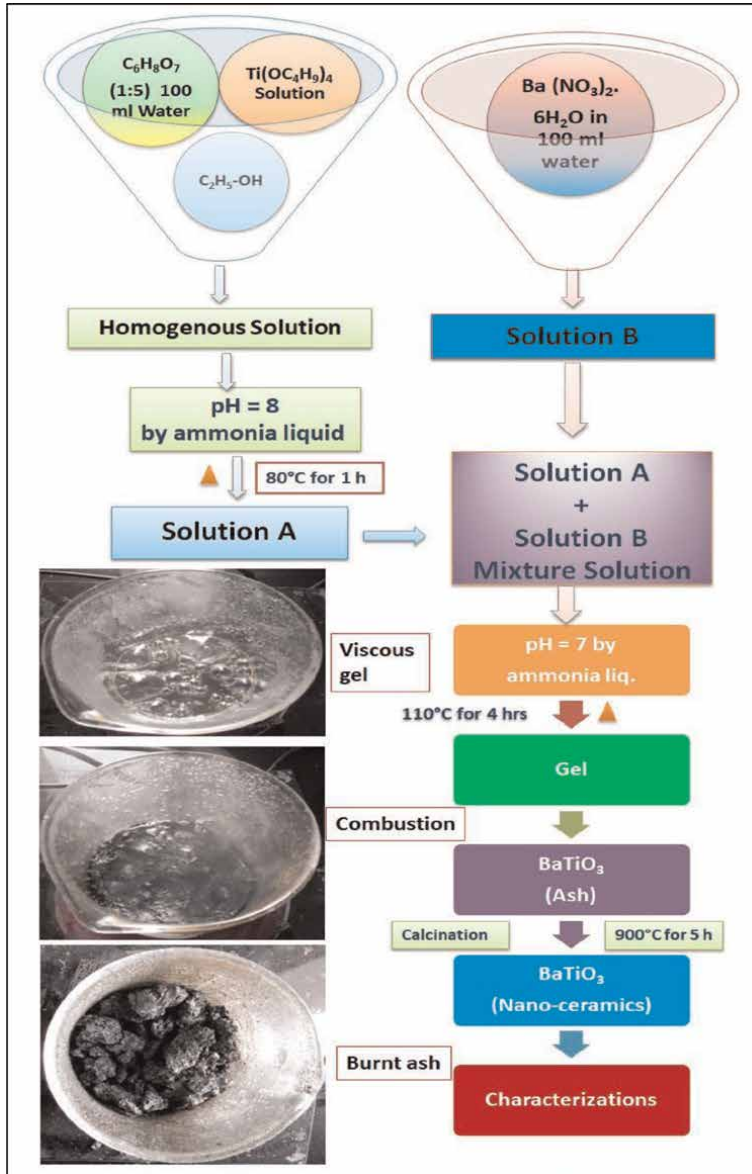 C₆H₈O₇
(1:5) 100
ml Water
Ti(OC₄H₉)₄
Solution
C₂H₅-OH
Ba (NO₃)₂.
6H₂O in
100 ml
water
Homogenous Solution
Solution B
pH = 8
by ammonia liquid
80°C for 1 h
Solution A
Solution A
+
Solution B
Mixture Solution
Viscous
gel
pH = 7 by
ammonia liq.
110°C for 4 hrs
Gel
Combustion
BaTiO₃
(Ash)
Calcination
900°C for 5 h
BaTiO₃
(Nano-ceramics)
Burnt ash
Characterizations